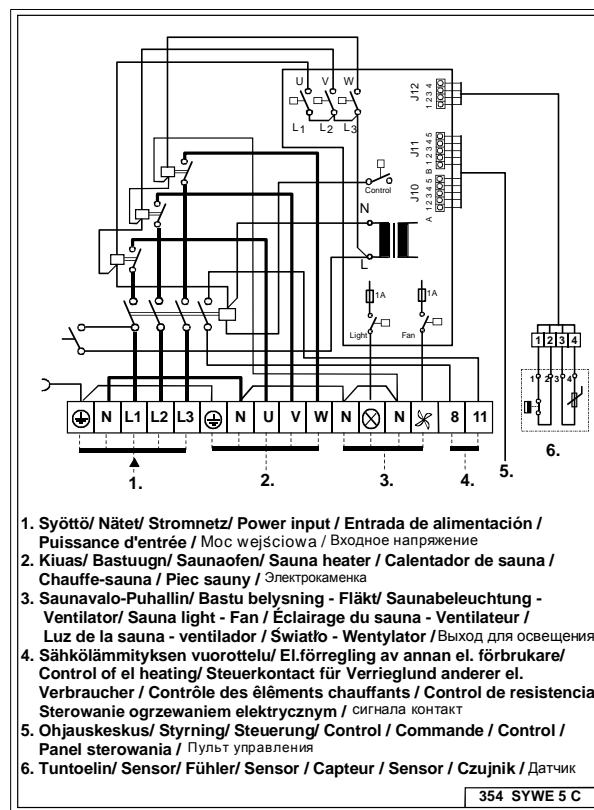 U V W
L1 L2 L3
J12
1 2 3 4
J11
B 1 2 3 4 5
J10
A 1 2 3 4 5
Control
N
L
1A
1A
Light
Fan
1 2 3 4
1 2 3 4
N L1 L2 L3 N U V W N N 8 11
1. 2. 3. 4. 5. 6.
1. Syöttö/ Nätet/ Stromnetz/ Power input / Entrada de alimentación /
Puissance d'entrée / Moc wejściowa / Входное напряжение
2. Kiuas/ Bastuugn/ Saunaofen/ Sauna heater / Calentador de sauna /
Chauffe-sauna / Piec sauny / Электрокаменка
3. Saunavalo-Puhallin/ Bastu belysning - Fläkt/ Saunabeleuchtung -
Ventilator/ Sauna light - Fan / Éclairage du sauna - Ventilateur /
Luz de la sauna - ventilador / Światło - Wentylator / Выход для освещения
4. Sähkölämmityksen vuorottelu/ El.förregling av annan el. förbrukare/
Control of el heating/ Steuerkontact für Verrieglund anderer el.
Verbraucher / Contrôle des êlêments chauffants / Control de resistencia
Sterowanie ogrzewaniem elektrycznym / сигнала контакт
5. Ohjauskeskus/ Styrning/ Steuerung/ Control / Commande / Control /
Panel sterowania / Пульт управления
6. Tuntoelin/ Sensor/ Fühler/ Sensor / Capteur / Sensor / Czujnik / Датчик
354 SYWE 5 C